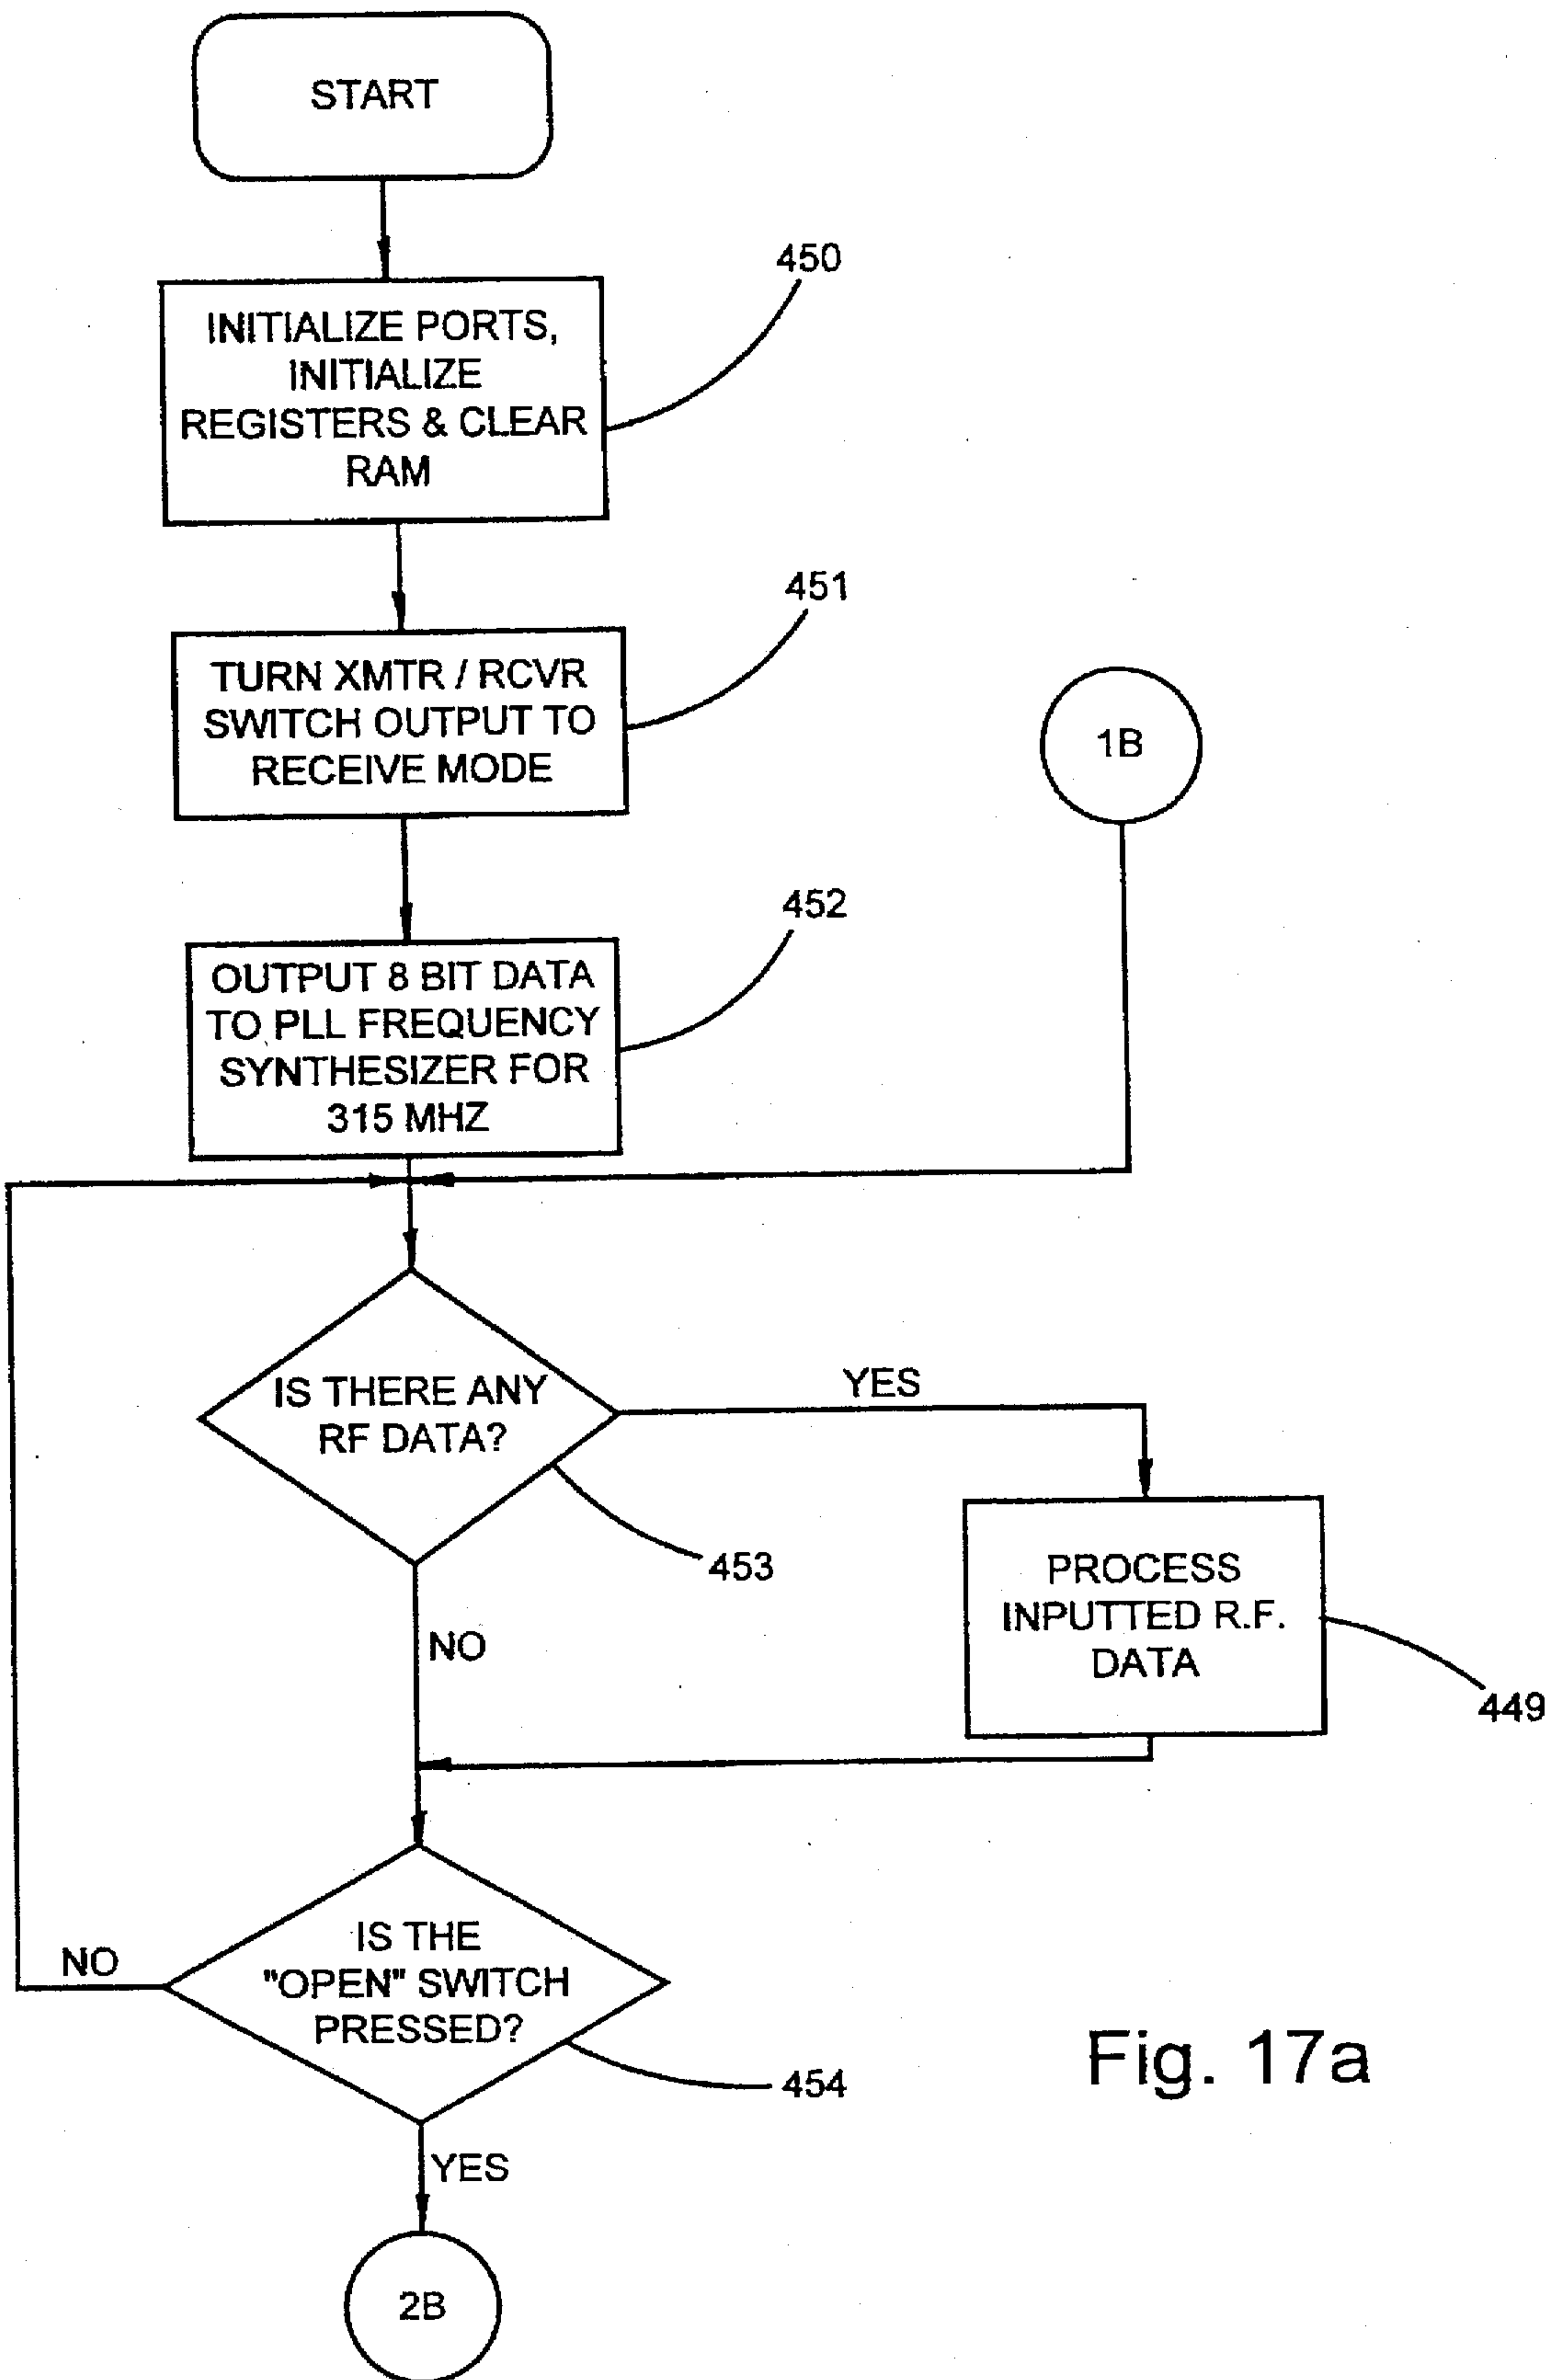 START
450
INITIALIZE PORTS,
INITIALIZE
REGISTERS & CLEAR
RAM
451
TURN XMTR / RCVR
SWITCH OUTPUT TO
RECEIVE MODE
1B
452
OUTPUT 8 BIT DATA
TO PLL FREQUENCY
SYNTHESIZER FOR
315 MHZ
IS THERE ANY
RF DATA?
YES
453
NO
PROCESS
INPUTTED R.F.
DATA
449
IS THE
"OPEN" SWITCH
PRESSED?
NO
454
YES
2B
Fig. 17a